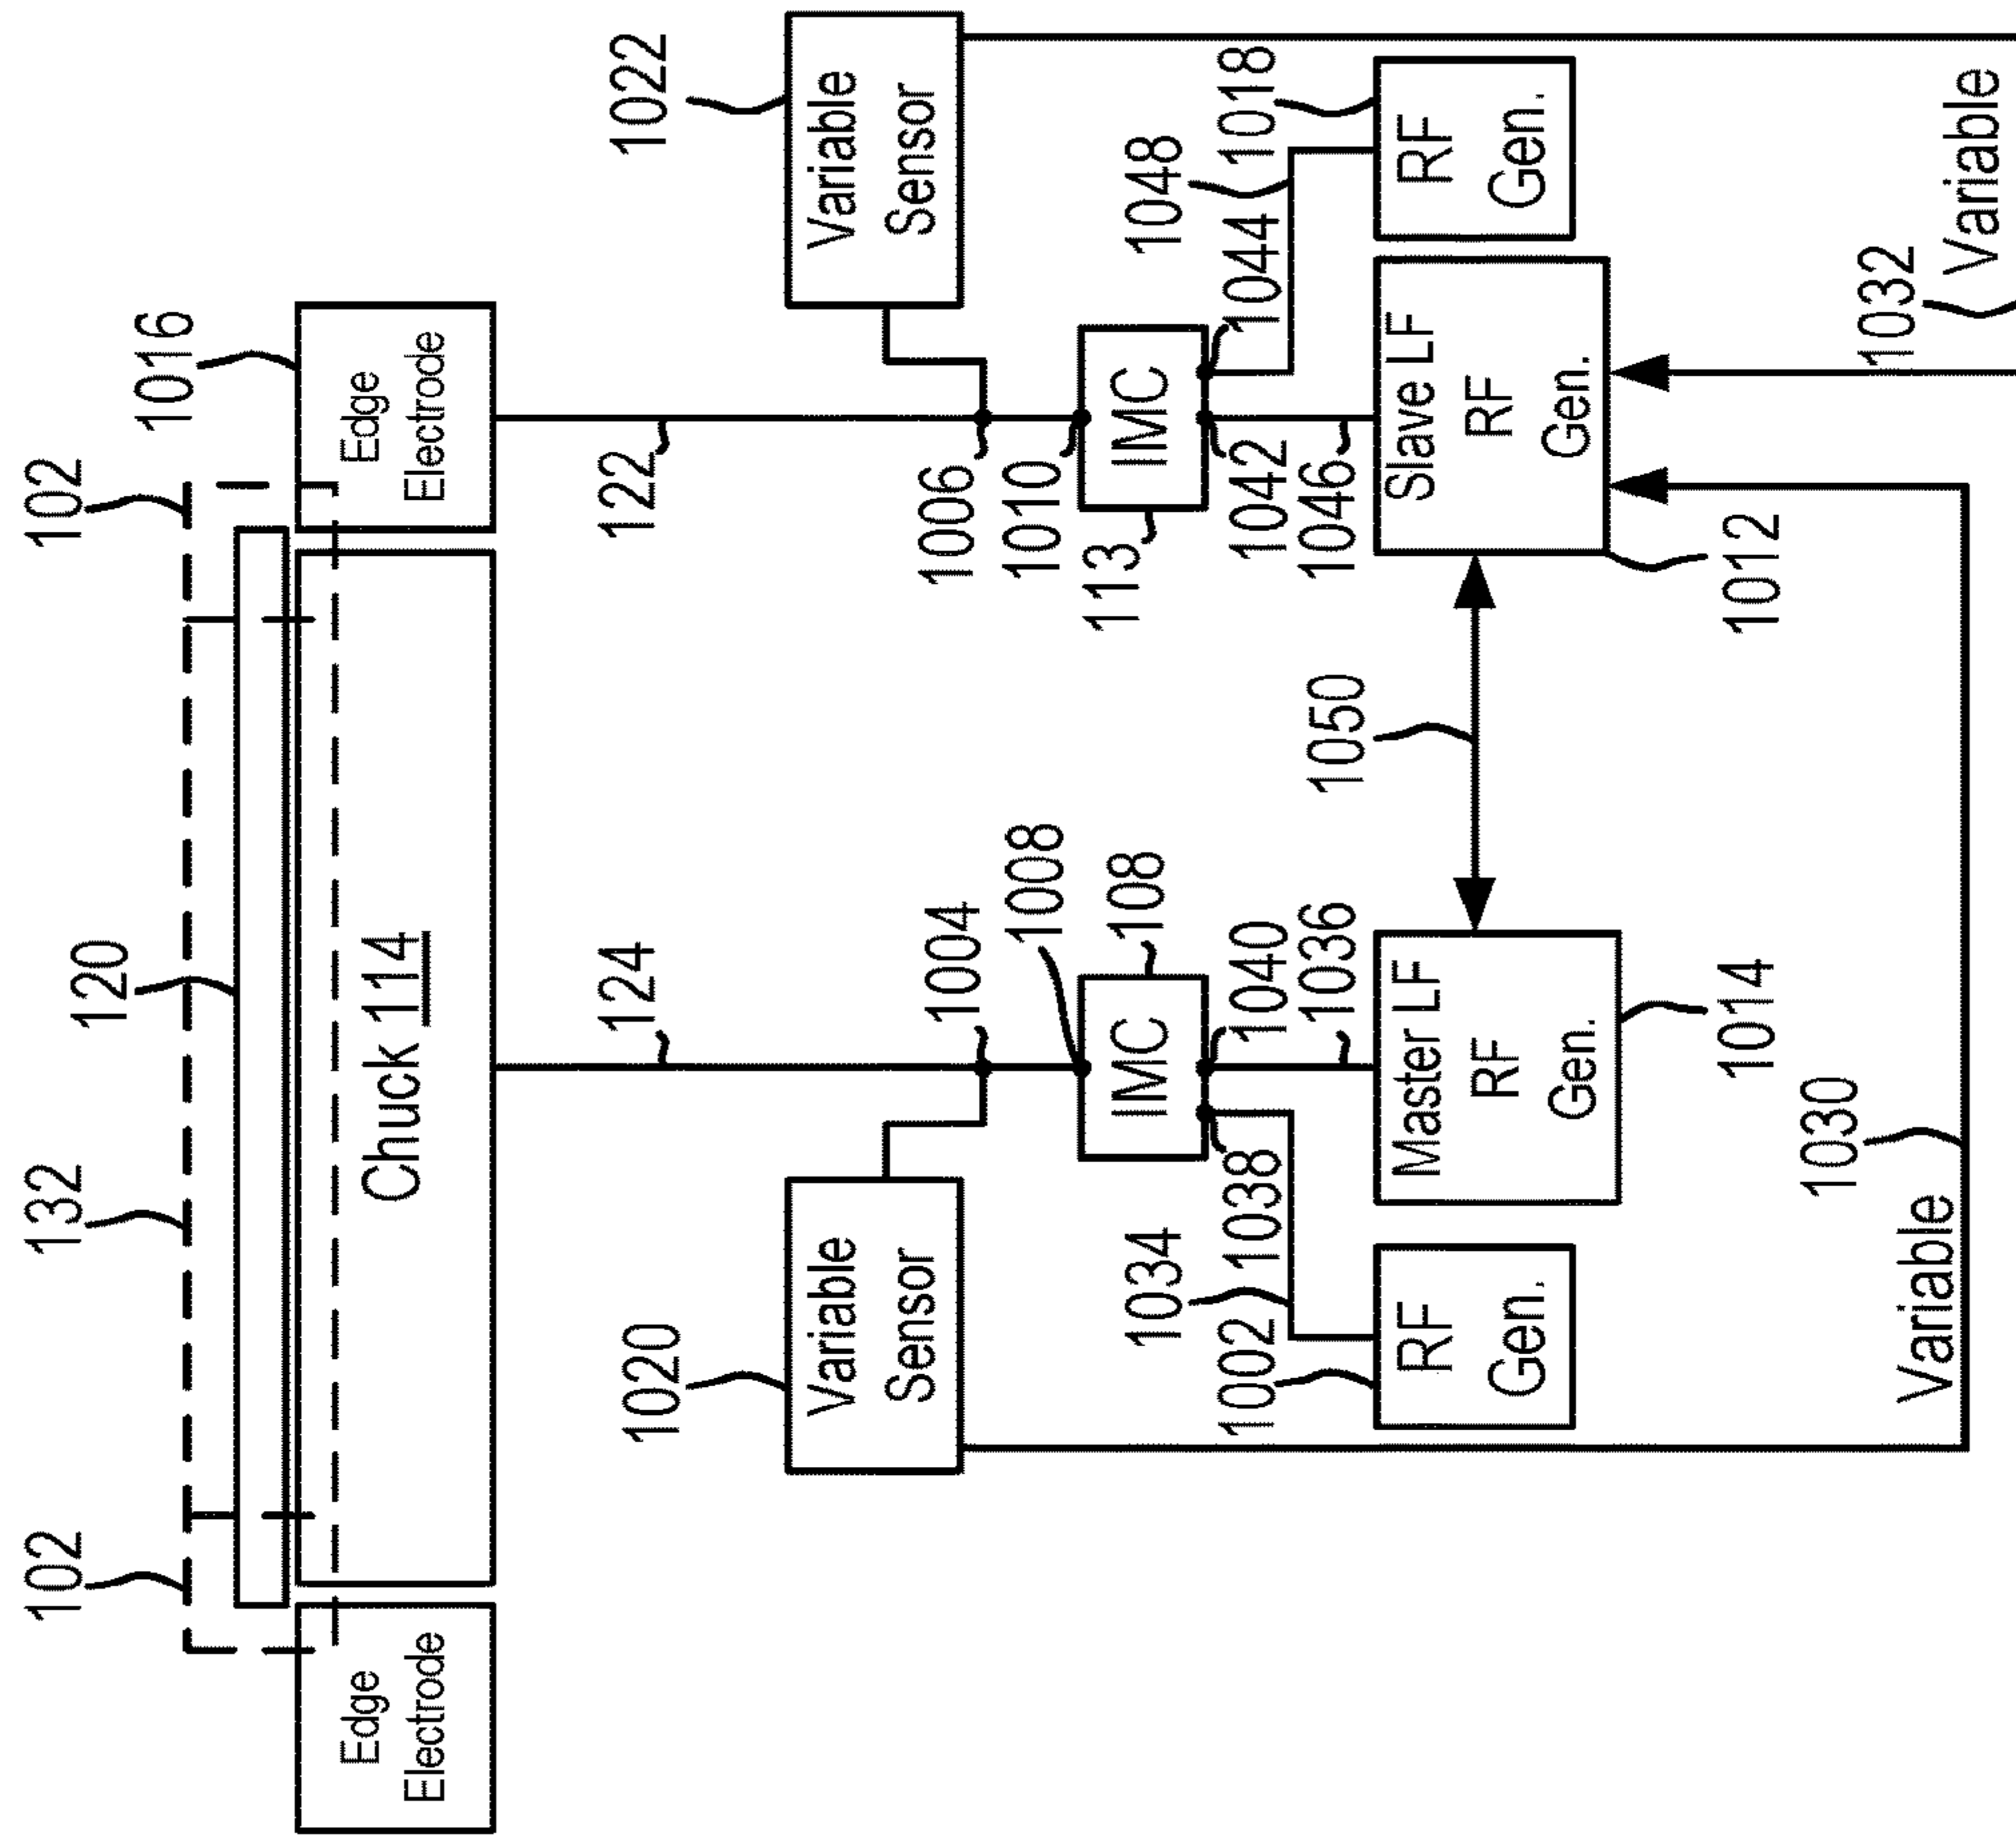 102
132
102
120
1016
Edge
Electrode
Chuck 114
Edge
Electrode
124
122
1020
1022
Variable
Sensor
Variable
Sensor
1004
1006
1008
1010
108
113
IMC
IMC
1034
1048
1038
1040
1042
1044
1002
1018
1036
1050
1046
RF
Gen.
Master LF
RF
Gen.
Slave LF
RF
Gen.
RF
Gen.
1014
1012
1030
1032
Variable
Variable